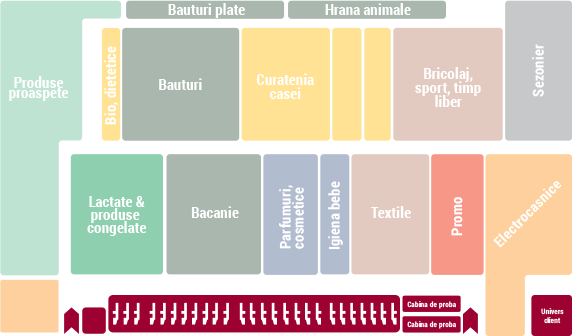 Bauturi plate
Hrana animale
Produse
proaspete
Bio, dietetice
Bauturi
Curatenia
casei
Bricolaj,
sport, timp
liber
Sezonier
Lactate &
produse
congelate
Bacanie
Parfumuri,
cosmetice
Igiena bebe
Textile
Promo
Electrocasnice
Cabina de proba
Cabina de proba
Univers
client